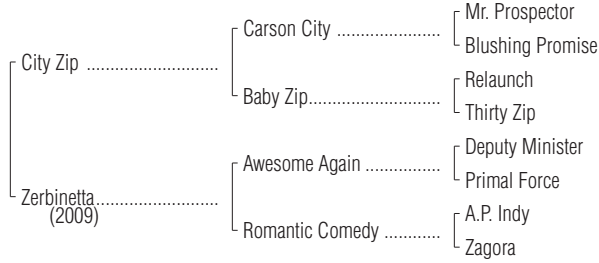 Mr. Prospector
Carson City ......................
Blushing Promise
City Zip ............................
Relaunch
Baby Zip............................
Thirty Zip
Deputy Minister
Awesome Again ................
Primal Force
Zerbinetta..........................
(2009)
A.P. Indy
Romantic Comedy ............
Zagora